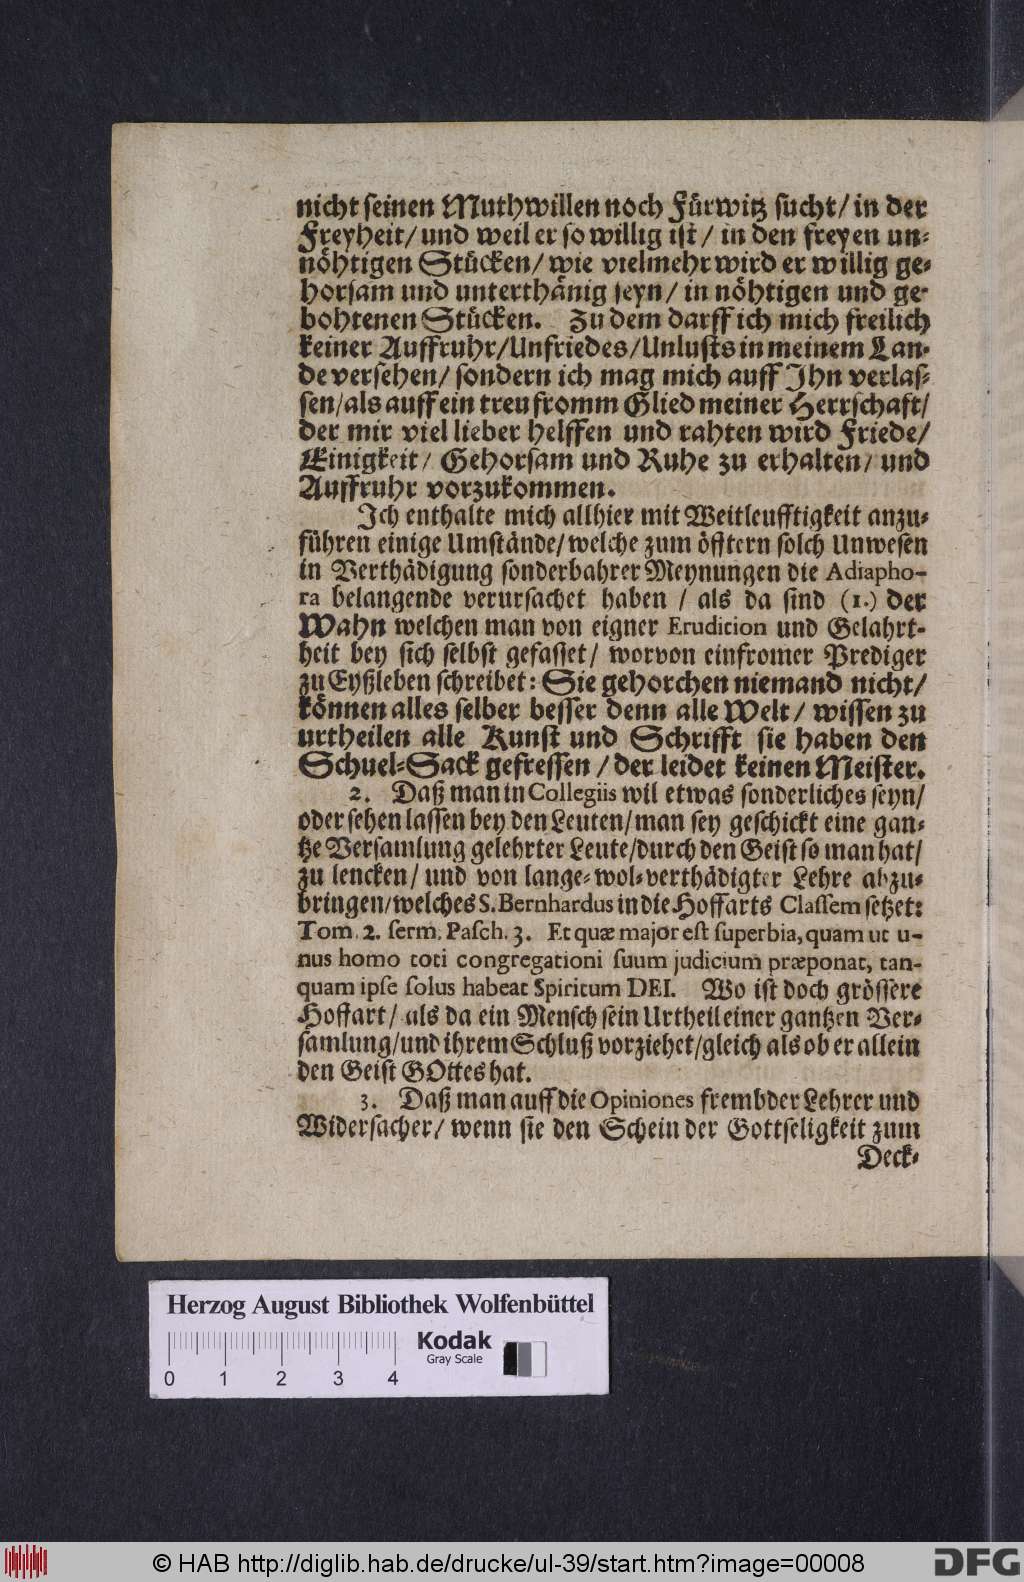 nicht seinen Muthwillen noch Fürwitz sucht/ in der
Freyheit/ und weil er so willig ist/ in den freyen un-
nöhtigen Stücken/ wie vielmehr wird er willig ge-
horsam und unterthänig seyn/ in nöhtigen und ge-
bohtenen Stücken. Zu dem darff ich mich freilich
keiner Auffruhr/Unfriedes/Unlusts in meinem Lan-
de versehen/ sondern ich mag mich auff Ihn verlas-
sen/als auff ein treu fromm Glied meiner Herrschaft/
der mir viel lieber helffen und rahten wird Friede/
Einigkeit/ Gehorsam und Ruhe zu erhalten/ und
Auffruhr vorzukommen.
Ich enthalte mich allhier mit Weitleufftigkeit anzu-
führen einige Umstände/welche zum öfftern solch Unwesen
in Verthädigung sonderbahrer Meynungen die Adiapho-
ra belangende verursachet haben / als da sind (1.) der
Wahn welchen man von eigner Erudition und Gelahrt-
heit bey sich selbst gefasset/ worvon ein fromer Prediger
zu Eyßleben schreibet: Sie gehorchen niemand nicht/
können alles selber besser denn alle Welt/ wissen zu
urtheilen alle Kunst und Schrifft sie haben den
Schuel-Sack gefressen /der leidet keinen Meister.
2. Daß man in Collegiis wil etwas sonderliches seyn/
oder sehen lassen bey den Leuten/man sey geschickt eine gan-
tze Versamlung gelehrter Leute/durch den Geist so man hat/
zu lencken/ und von lange-wol-verthädigter Lehre abzu-
bringen/welches S. Bernhardus in die Hoffarts Classem setzet:
Tom. 2. serm. Pasch. 3. Et quæ major est superbia, quam ut u-
nus homo toti congregationi suum judicium præponat, tan-
quam ipse solus habeat Spiritum DEI. Wo ist doch grössere
Hoffart/ als da ein Mensch sein Urtheil einer gantzen Ver-
samlung/und ihrem Schluß vorziehet/gleich als ob er allein
den Geist GOttes hat.
3. Daß man auff die Opiniones frembder Lehrer und
Widersacher/ wenn sie den Schein der Gottseligkeit zum
Deck-
Herzog August Bibliothek Wolfenbüttel
Kodak
Gray Scale
0 1 2 3 4
© HAB http://diglib.hab.de/drucke/ul-39/start.htm?image=00008
DFG